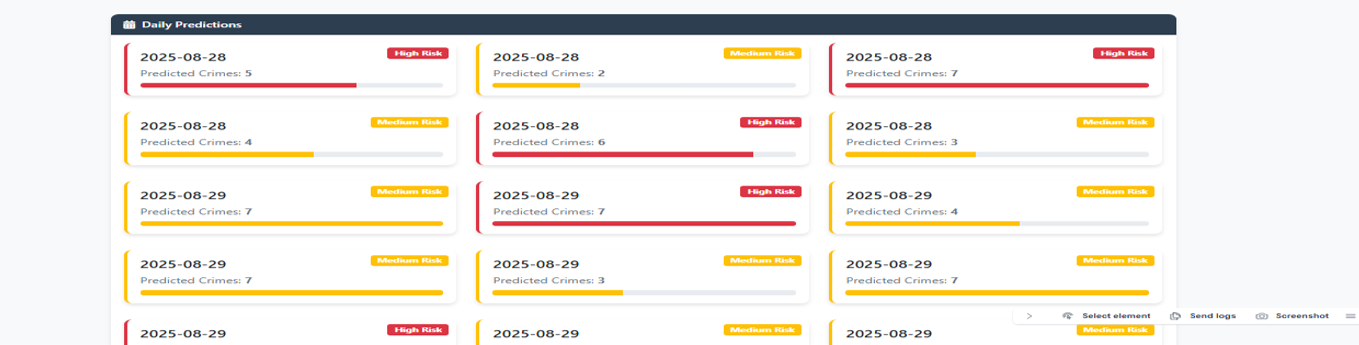 Daily Predictions
2025-08-28 High Risk
Predicted Crimes: 5
2025-08-28 Medium Risk
Predicted Crimes: 2
2025-08-28 High Risk
Predicted Crimes: 7
2025-08-28 Medium Risk
Predicted Crimes: 4
2025-08-28 High Risk
Predicted Crimes: 6
2025-08-28 Medium Risk
Predicted Crimes: 3
2025-08-29 Medium Risk
Predicted Crimes: 7
2025-08-29 High Risk
Predicted Crimes: 7
2025-08-29 Medium Risk
Predicted Crimes: 4
2025-08-29 Medium Risk
Predicted Crimes: 7
2025-08-29 Medium Risk
Predicted Crimes: 3
2025-08-29 Medium Risk
Predicted Crimes: 7
2025-08-29 High Risk
2025-08-29 Medium Risk
2025-08-29 Medium Risk
Select element Send logs Screenshot